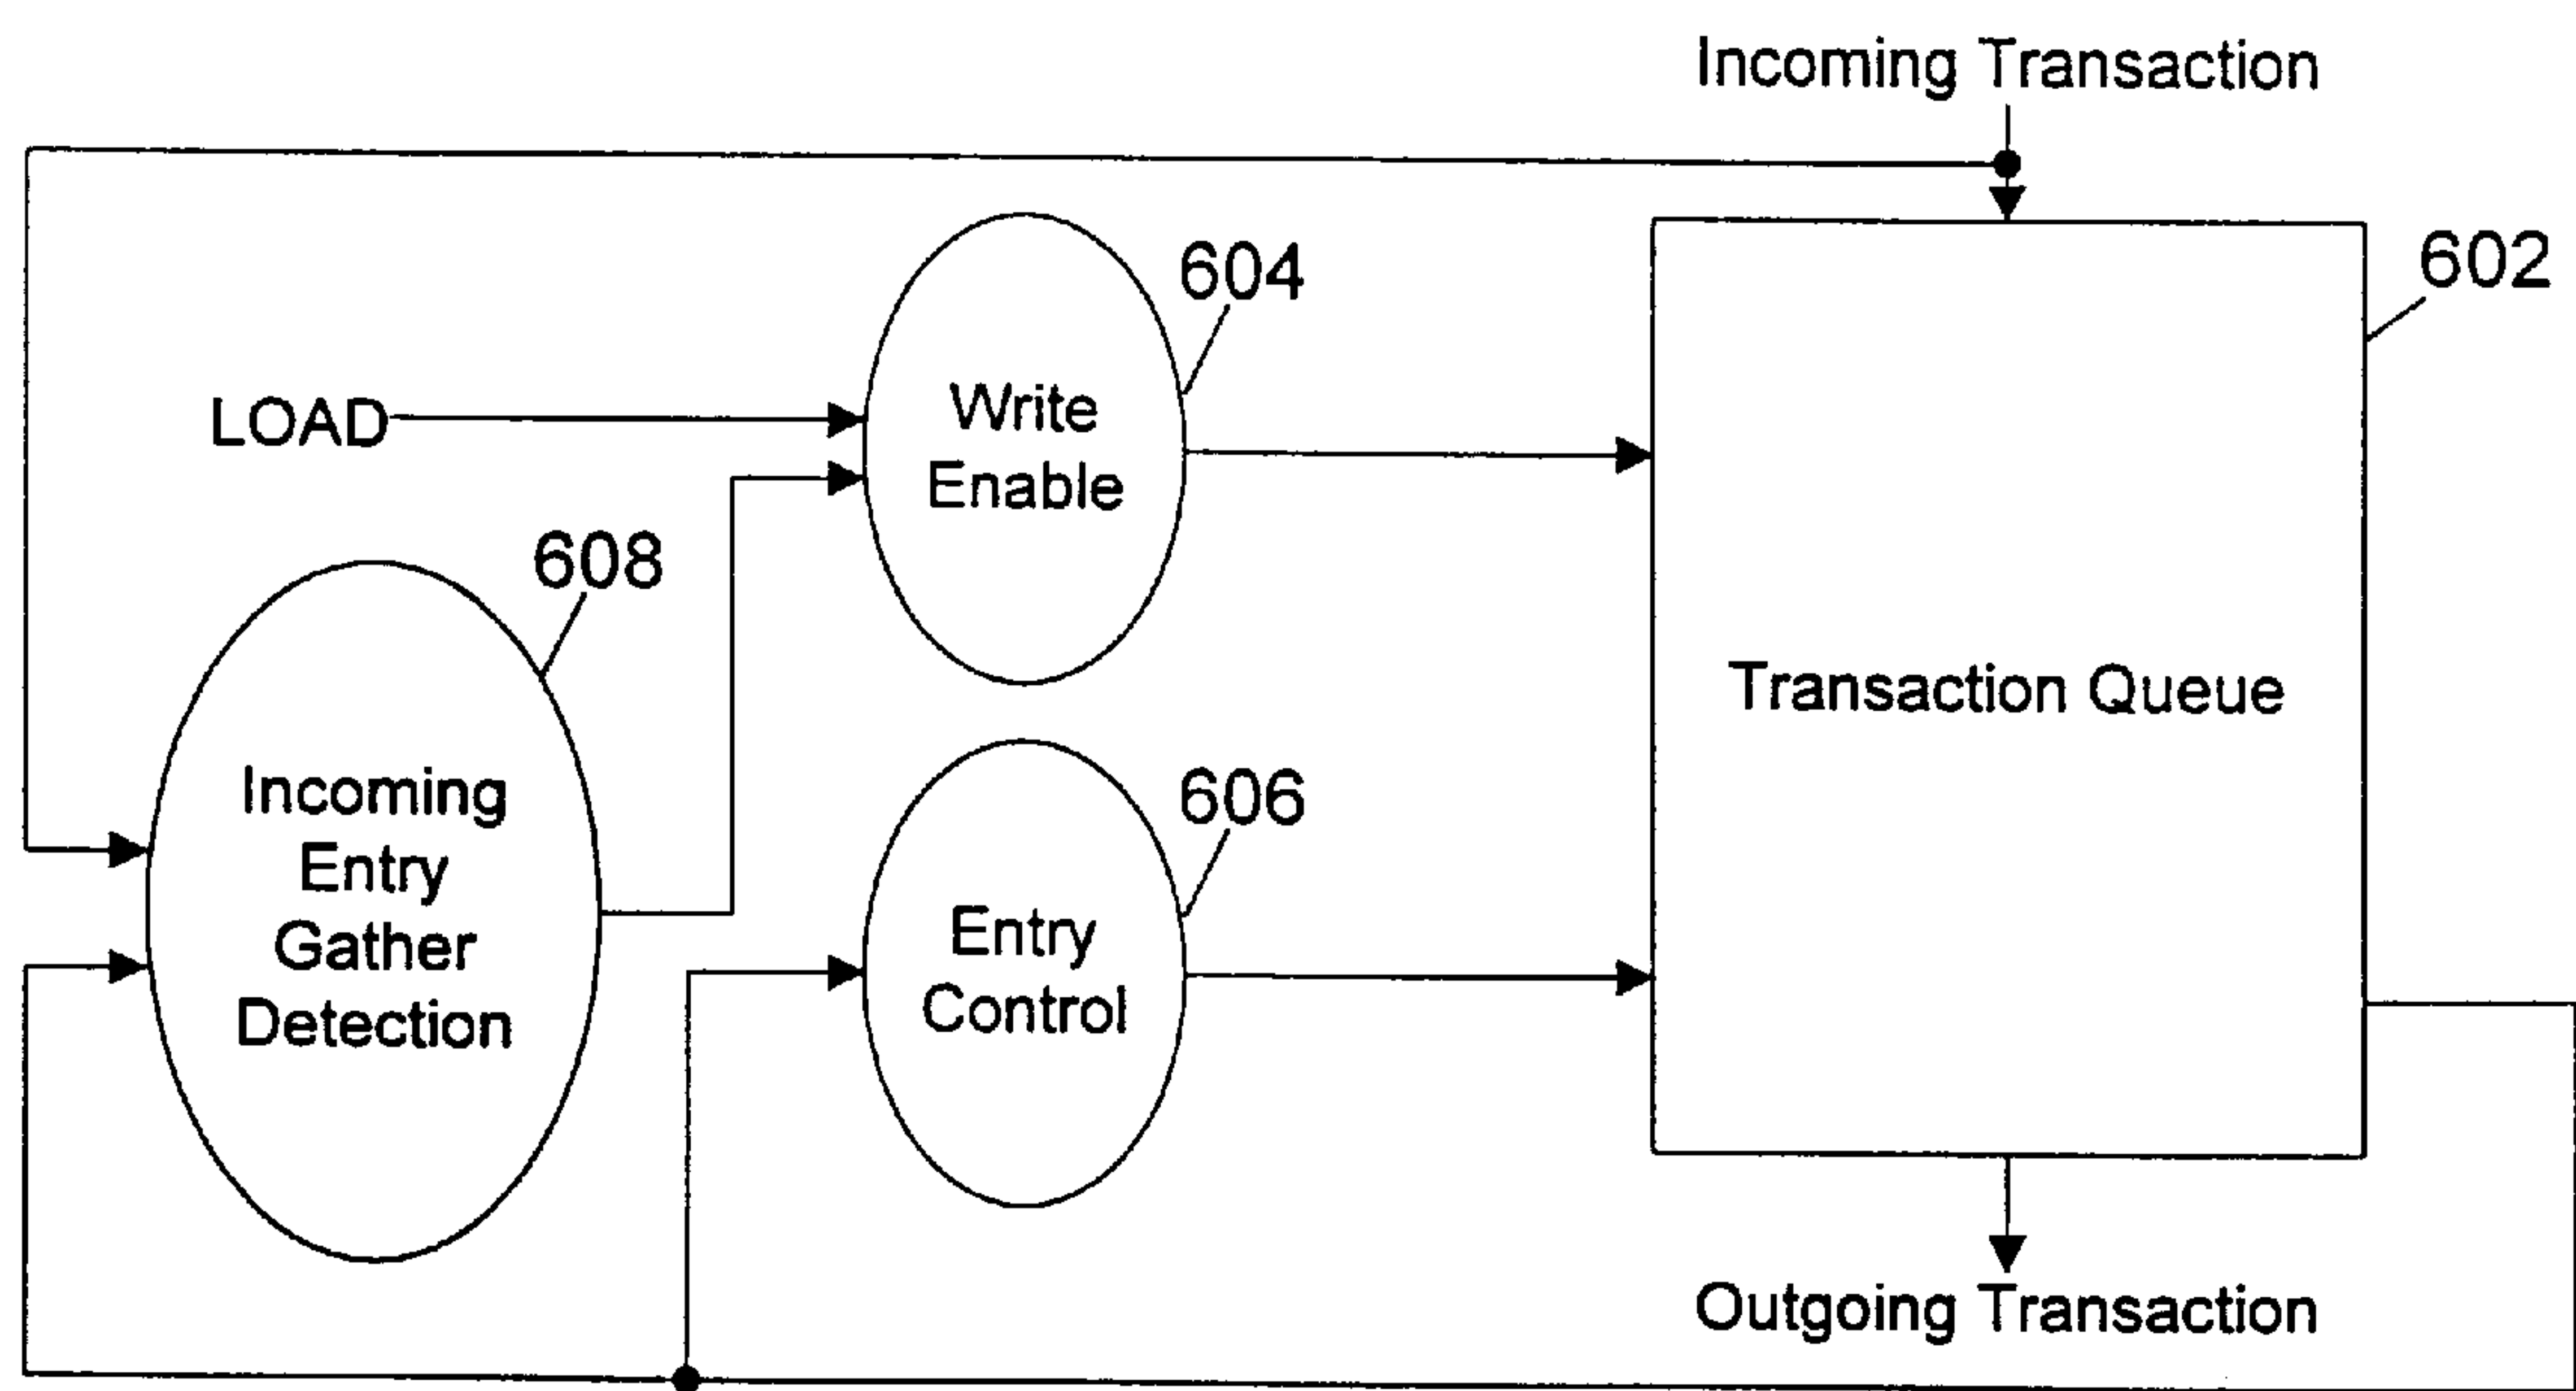 Incoming Transaction
604
602
LOAD
Write
Enable
608
Transaction Queue
606
Incoming
Entry
Gather
Detection
Entry
Control
Outgoing Transaction